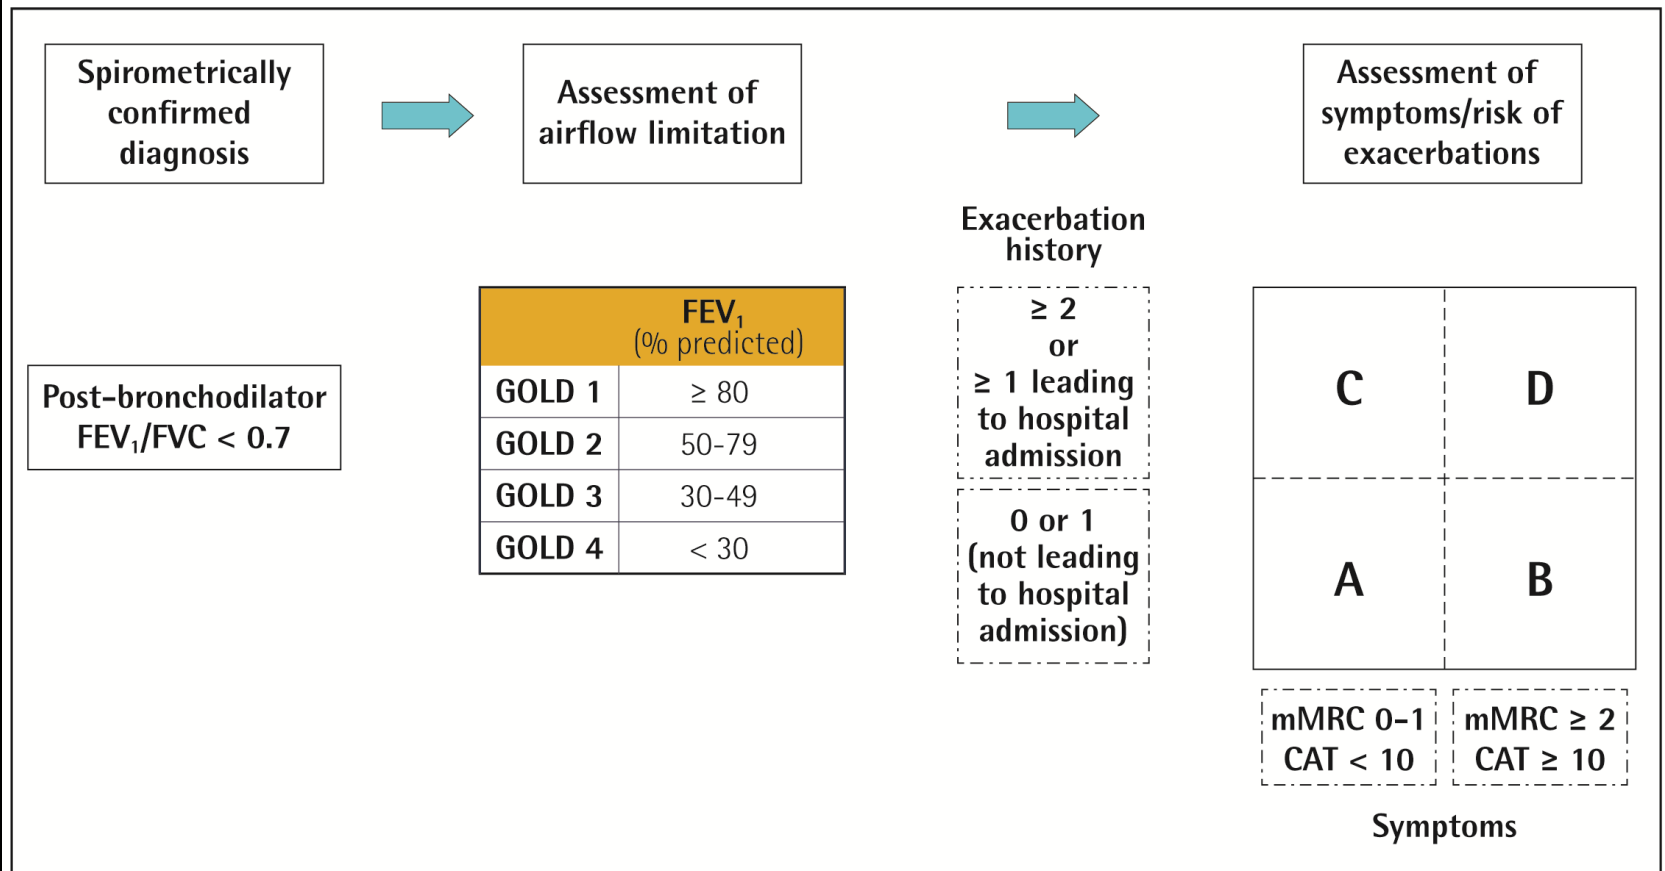 Spirometrically
confirmed
diagnosis
Assessment of
airflow limitation
Assessment of
symptoms/risk of
exacerbations
Post-bronchodilator
FEV₁/FVC < 0.7
FEV₁
(% predicted)
GOLD 1 ≥ 80
GOLD 2 50-79
GOLD 3 30-49
GOLD 4 < 30
Exacerbation
history
≥ 2
or
≥ 1 leading
to hospital
admission
0 or 1
(not leading
to hospital
admission)
C D
A B
mMRC 0-1
CAT < 10
mMRC ≥ 2
CAT ≥ 10
Symptoms